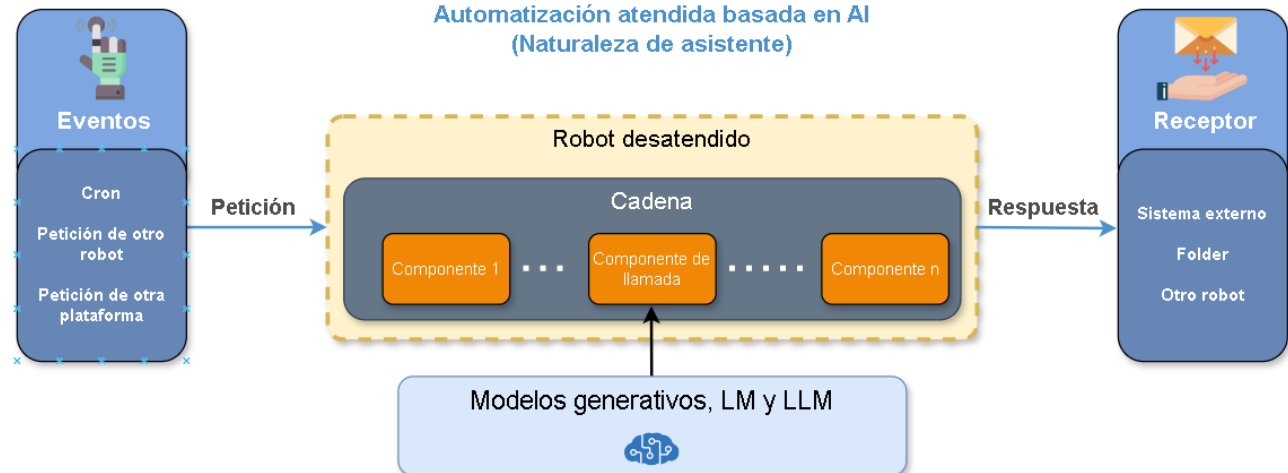 Automatización atendida basada en AI
(Naturaleza de asistente)
Eventos
Cron
Petición de otro
robot
Petición de otra
plataforma
Petición
Robot desatendido
Cadena
Componente 1
Componente de
llamada
Componente n
Modelos generativos, LM y LLM
Respuesta
Receptor
Sistema externo
Folder
Otro robot